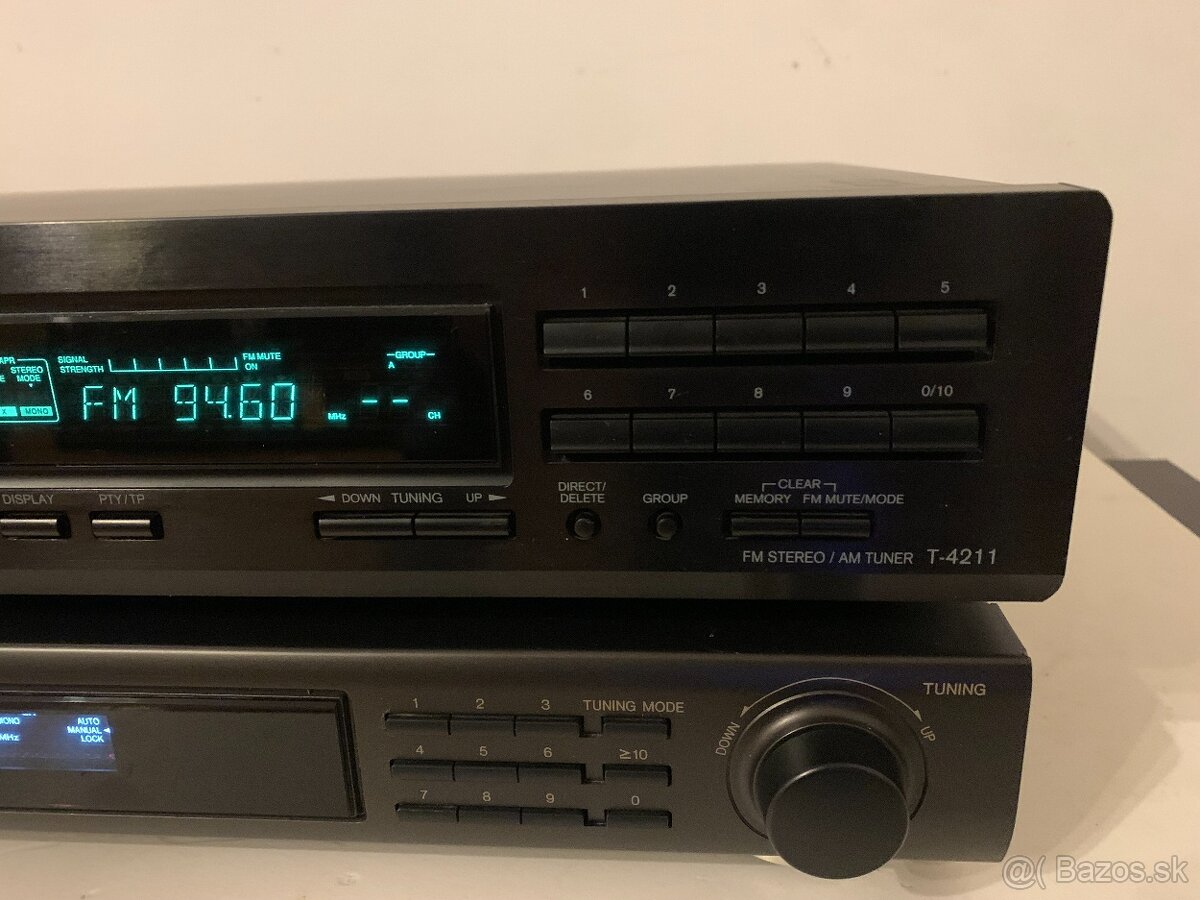 1 2 3 4 5
APR
SIGNAL STRENGTH
FM MUTE ON
GROUP
A
STEREO MODE
MONO
FM 94.60 MHz -- CH
6 7 8 9 0/10
DISPLAY PTY/TP DOWN TUNING UP
DIRECT/ DELETE
GROUP
CLEAR
MEMORY FM MUTE/MODE
FM STEREO / AM TUNER T-4211
MONO
MHz
AUTO
MANUAL
LOCK
1 2 3 TUNING MODE
4 5 6 ≥10
7 8 9 0
TUNING
DOWN UP
@( Bazos.sk